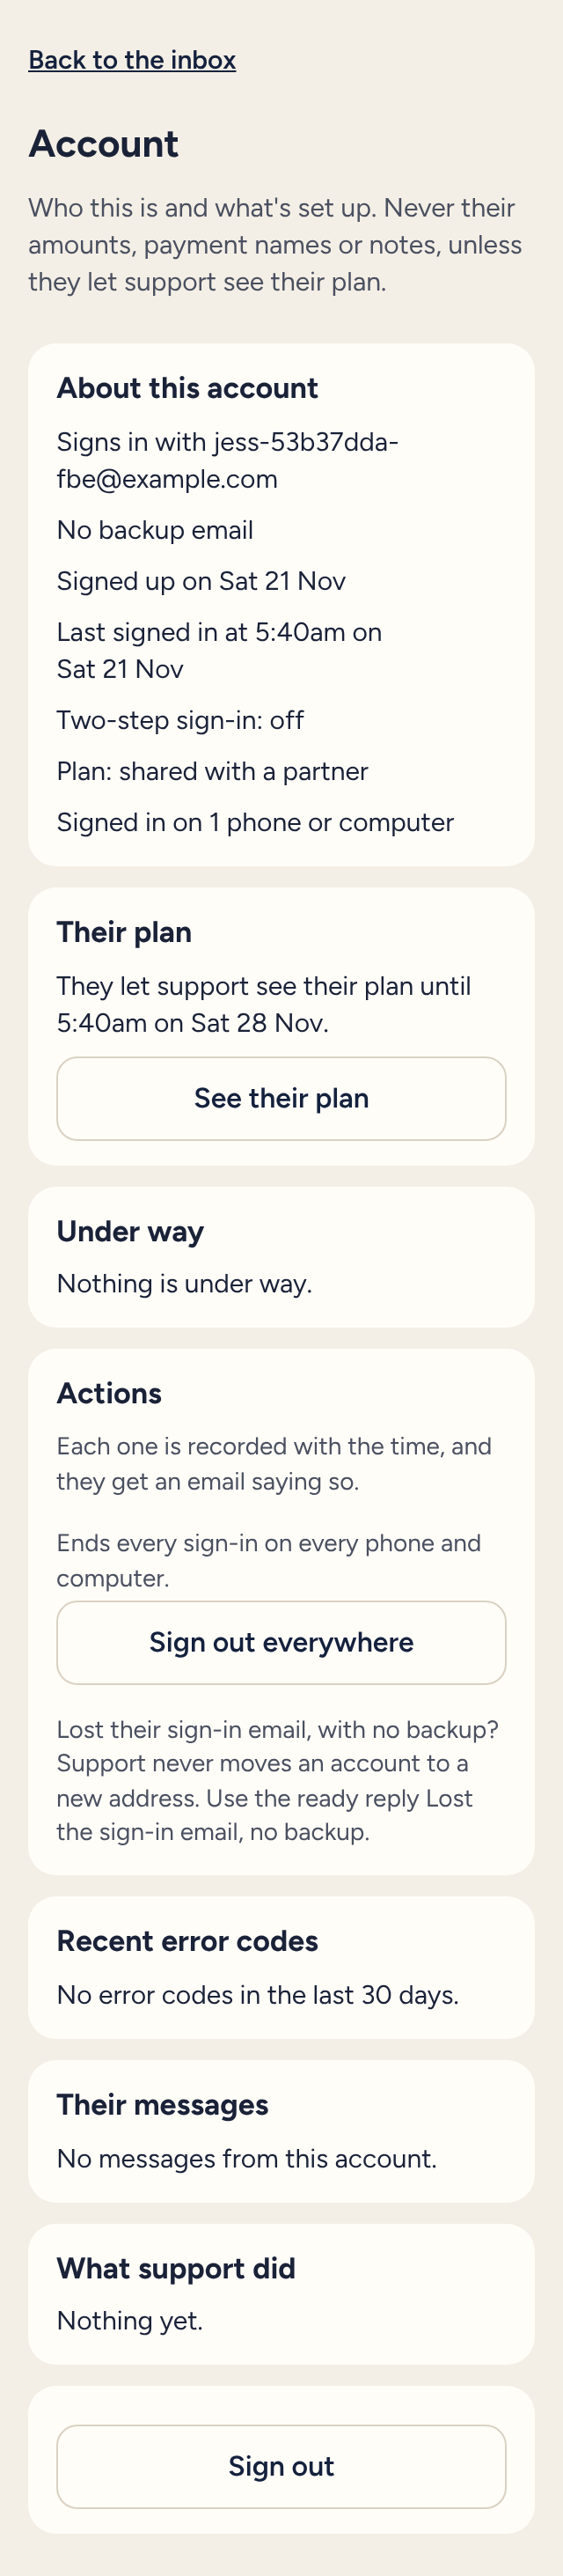 Back to the inbox
Account
Who this is and what's set up. Never their
amounts, payment names or notes, unless
they let support see their plan.
About this account
Signs in with jess-53b37dda-
fbe@example.com
No backup email
Signed up on Sat 21 Nov
Last signed in at 5:40am on
Sat 21 Nov
Two-step sign-in: off
Plan: shared with a partner
Signed in on 1 phone or computer
Their plan
They let support see their plan until
5:40am on Sat 28 Nov.
See their plan
Under way
Nothing is under way.
Actions
Each one is recorded with the time, and
they get an email saying so.
Ends every sign-in on every phone and
computer.
Sign out everywhere
Lost their sign-in email, with no backup?
Support never moves an account to a
new address. Use the ready reply Lost
the sign-in email, no backup.
Recent error codes
No error codes in the last 30 days.
Their messages
No messages from this account.
What support did
Nothing yet.
Sign out